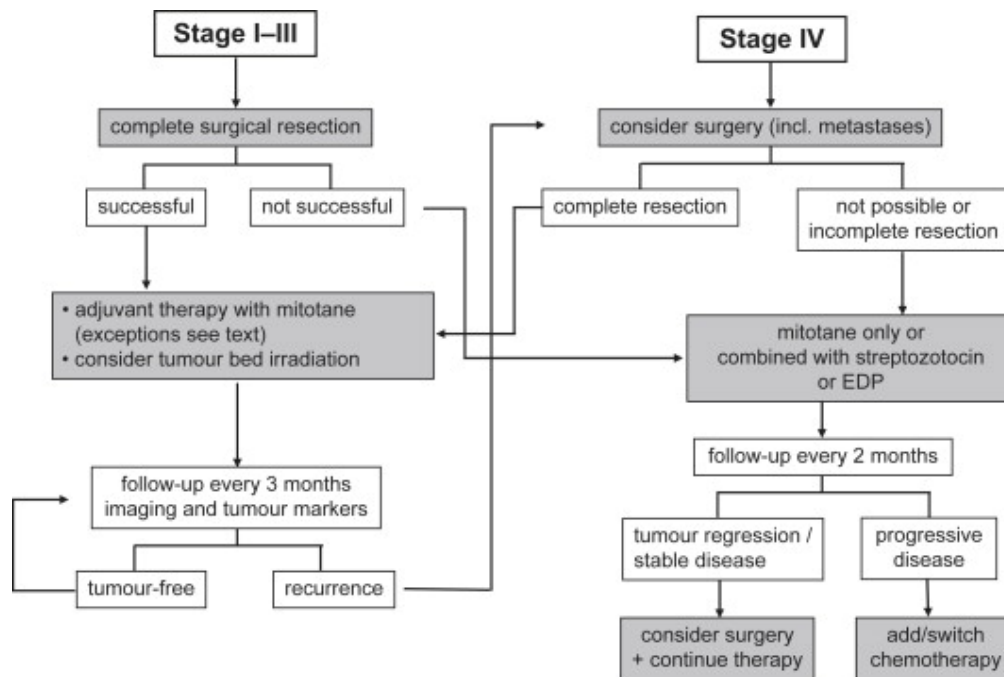 Stage I–III
complete surgical resection
successful
not successful
• adjuvant therapy with mitotane
(exceptions see text)
• consider tumour bed irradiation
follow-up every 3 months
imaging and tumour markers
tumour-free
recurrence
Stage IV
consider surgery (incl. metastases)
complete resection
not possible or
incomplete resection
mitotane only or
combined with streptozotocin
or EDP
follow-up every 2 months
tumour regression /
stable disease
progressive
disease
consider surgery
+ continue therapy
add/switch
chemotherapy